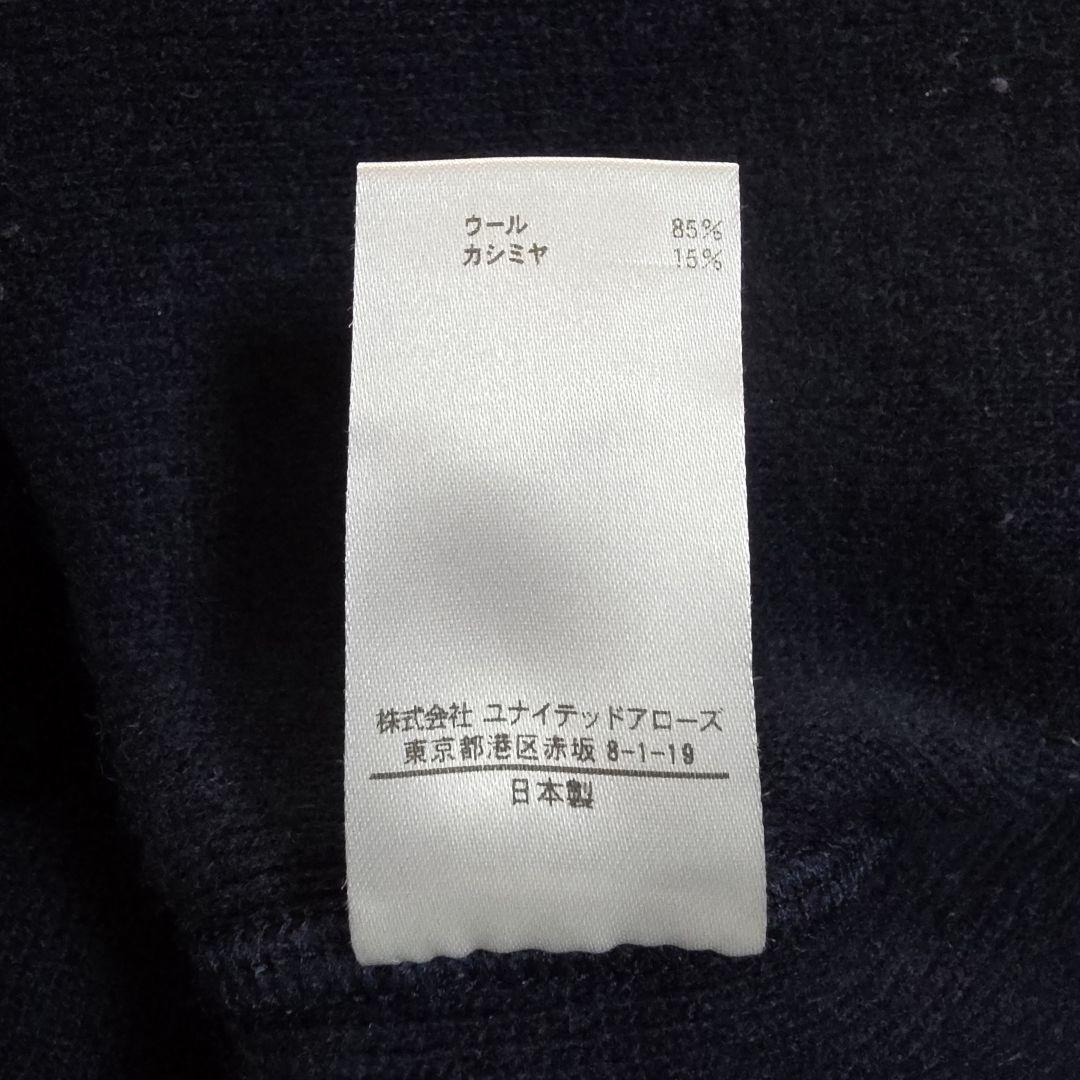 ウール 85%
カシミヤ 15%
株式会社 ユナイテッドアローズ
東京都港区赤坂 8-1-19
日本製